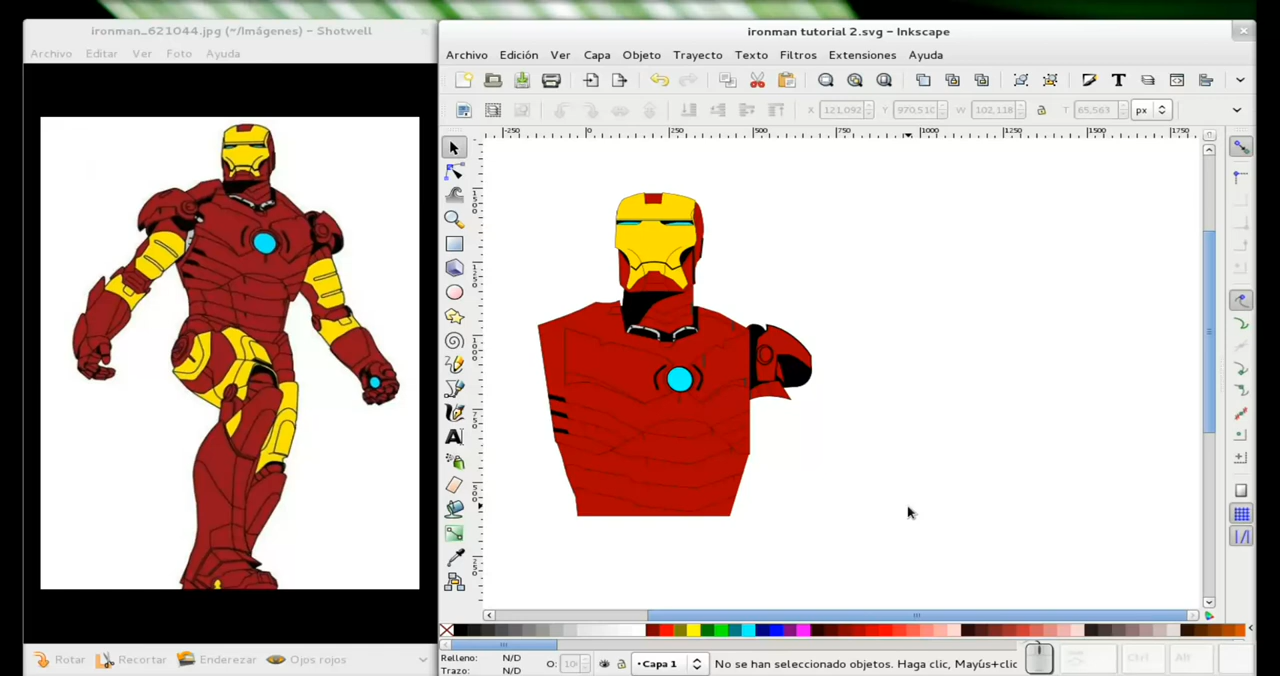 ironman_621044.jpg (~/Imágenes) – Shotwell
Archivo Editar Ver Foto Ayuda
Rotar Recortar Enderezar Ojos rojos
ironman tutorial 2.svg – Inkscape
Archivo Edición Ver Capa Objeto Trayecto Texto Filtros Extensiones Ayuda
X 121,092 Y 970,510 W 102,118 T 65,563 px
-250 0 250 500 750 1000 1250 1500 1750
Relleno: N/D
Trazo: N/D
O:
Capa 1
No se han seleccionado objetos. Haga clic, Mayús+clic
Ctrl Alt